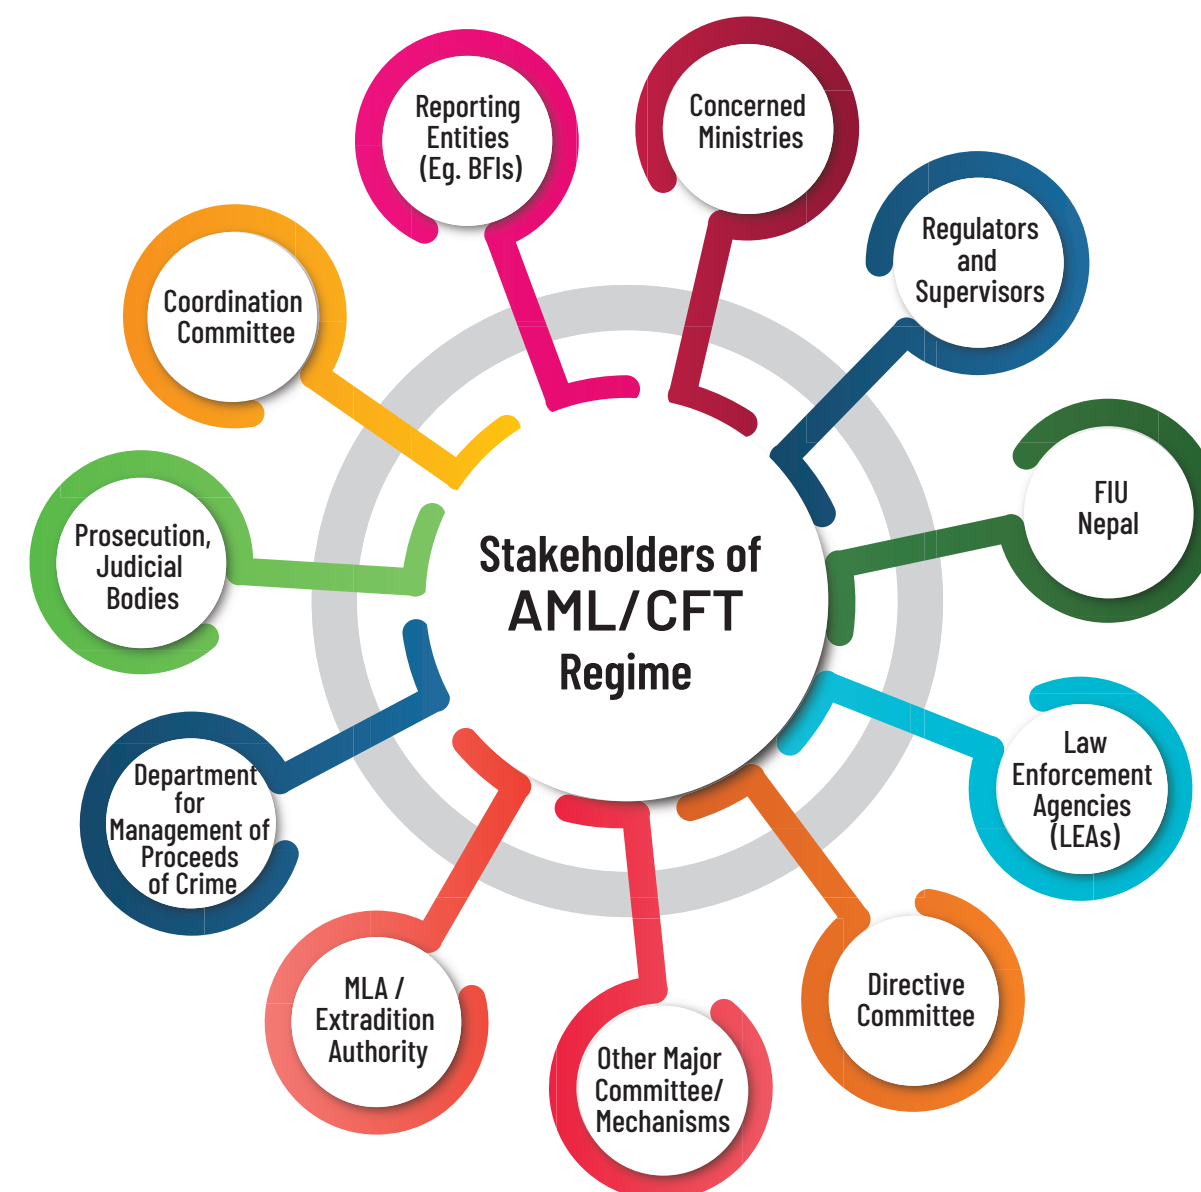 Reporting
Entities
(Eg. BFIs)
Concerned
Ministries
Regulators
and
Supervisors
FIU
Nepal
Law
Enforcement
Agencies
(LEAs)
Directive
Committee
Other Major
Committee/
Mechanisms
MLA /
Extradition
Authority
Department
for
Management of
Proceeds
of Crime
Prosecution,
Judicial
Bodies
Coordination
Committee
Stakeholders of
AML/CFT
Regime